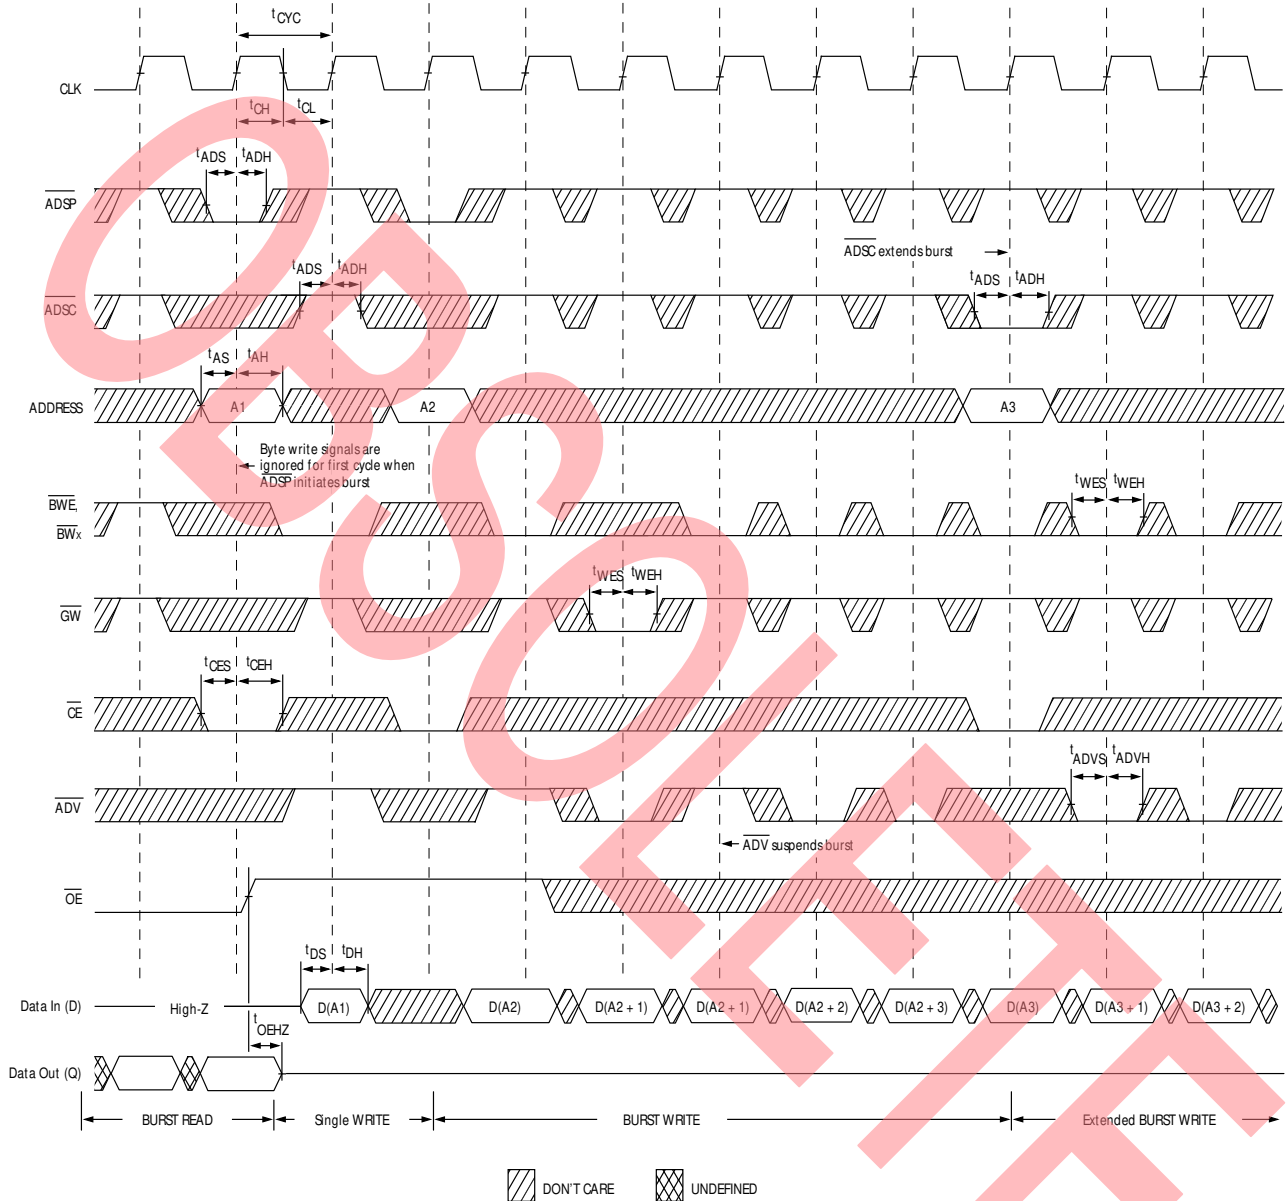 tCYC
CLK
tCH tCL
tADS tADH
ADSP
ADSC extends burst
tADS tADH
tADS tADH
ADSC
tAS tAH
ADDRESS
A1 A2 A3
Byte write signals are
ignored for first cycle when
ADSP initiates burst
tWES tWEH
BWE,
BWX
tWES tWEH
GW
tCES tCEH
CE
tADVS tADVH
ADV
ADV suspends burst
OE
tDS tDH
Data In (D)
High-Z
D(A1) D(A2) D(A2 + 1) D(A2 + 1) D(A2 + 2) D(A2 + 3) D(A3) D(A3 + 1) D(A3 + 2)
tOEHZ
Data Out (Q)
BURST READ Single WRITE BURST WRITE Extended BURST WRITE
DON'T CARE UNDEFINED
OBSOLETE